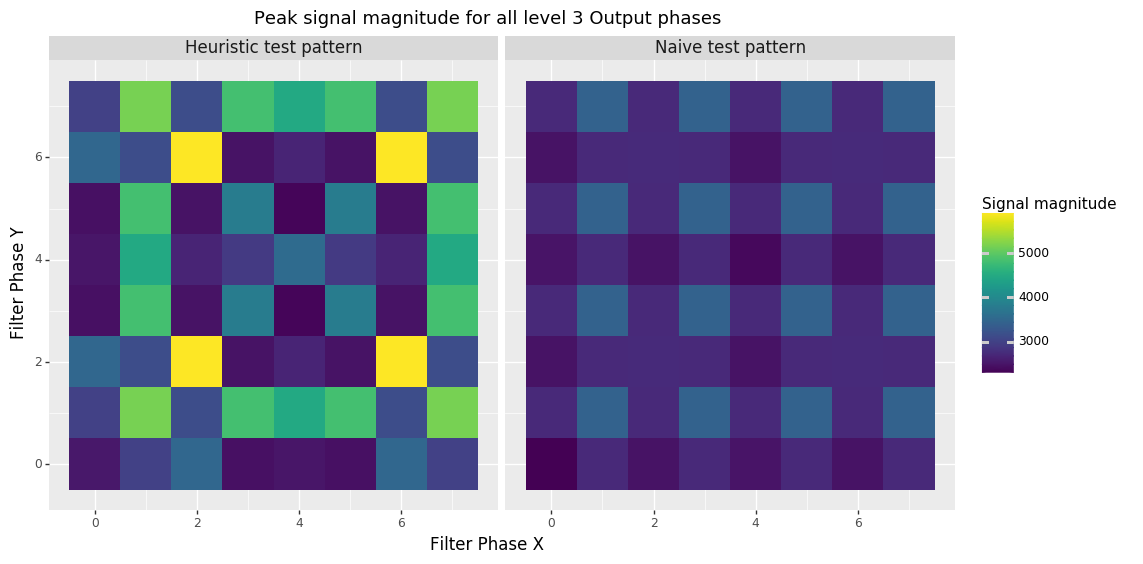 Peak signal magnitude for all level 3 Output phases
Heuristic test pattern
Naive test pattern
Filter Phase Y
6
4
2
0
0 2 4 6
0 2 4 6
Filter Phase X
Signal magnitude
5000
4000
3000